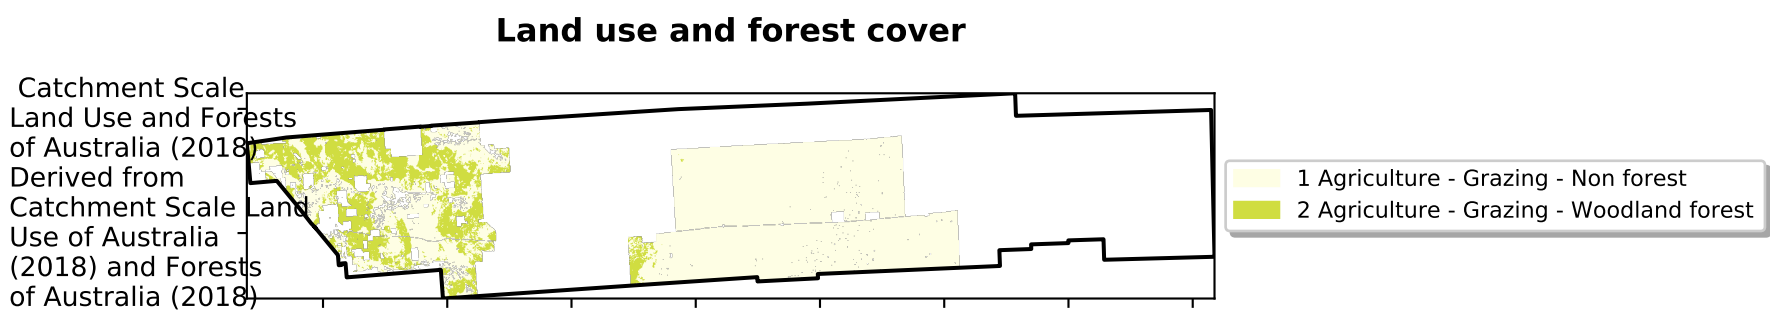 Land use and forest cover
Catchment Scale
Land Use and Forests
of Australia (2018)
Derived from
Catchment Scale Land
Use of Australia
(2018) and Forests
of Australia (2018)
1 Agriculture - Grazing - Non forest
2 Agriculture - Grazing - Woodland forest